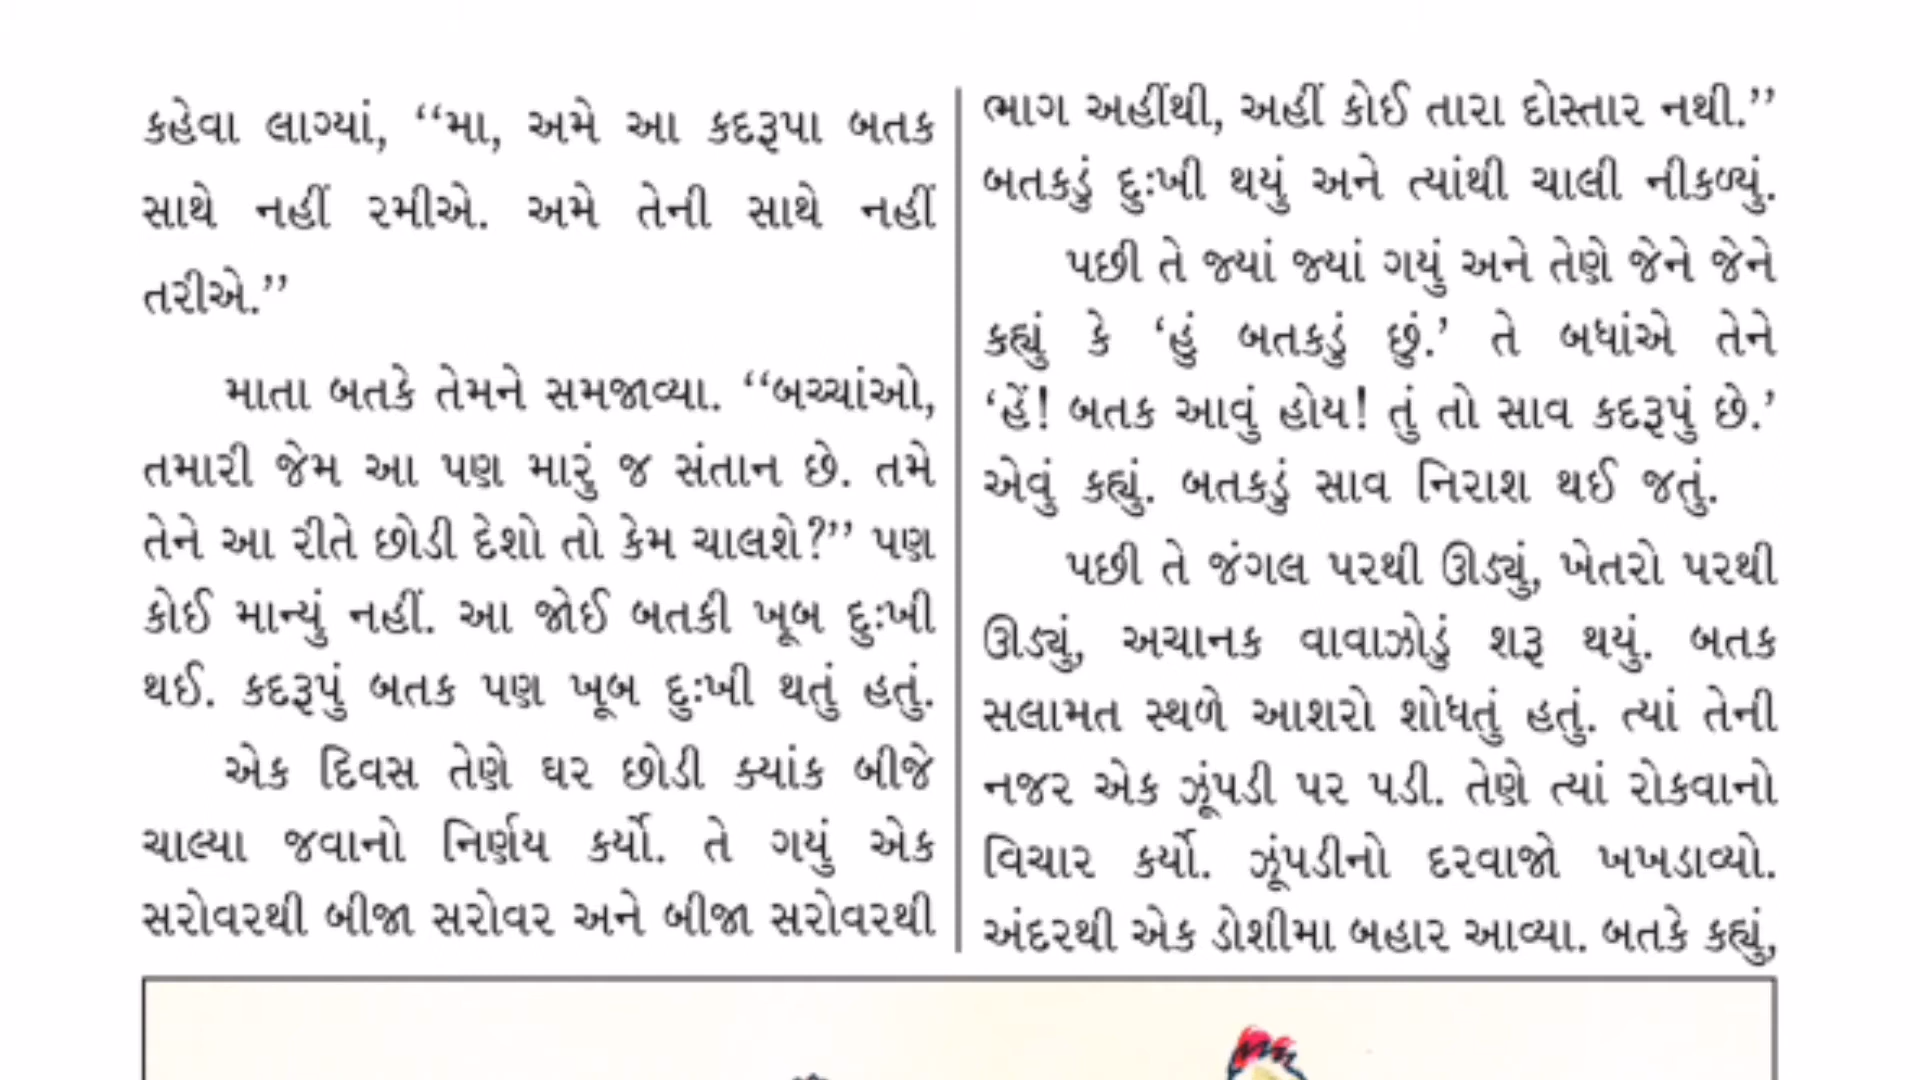 કહેવા લાગ્યાં, “મા, અમે આ કદરૂપા બતક
સાથે નહીં રમીએ. અમે તેની સાથે નહીં
તરીએ.”
માતા બતકે તેમને સમજાવ્યા. “બચ્ચાંઓ,
તમારી જેમ આ પણ મારું જ સંતાન છે. તમે
તેને આ રીતે છોડી દેશો તો કેમ ચાલશે?” પણ
કોઈ માન્યું નહીં. આ જોઈ બતકી ખૂબ દુઃખી
થઈ. કદરૂપું બતક પણ ખૂબ દુઃખી થતું હતું.
એક દિવસ તેણે ઘર છોડી ક્યાંક બીજે
ચાલ્યા જવાનો નિર્ણય કર્યો. તે ગયું એક
સરોવરથી બીજા સરોવર અને બીજા સરોવરથી
ભાગ અહીંથી, અહીં કોઈ તારા દોસ્તાર નથી.”
બતકડું દુઃખી થયું અને ત્યાંથી ચાલી નીકળ્યું.
પછી તે જ્યાં જ્યાં ગયું અને તેણે જેને જેને
કહ્યું કે ‘હું બતકડું છું.’ તે બધાંએ તેને
‘હેં! બતક આવું હોય! તું તો સાવ કદરૂપું છે.’
એવું કહ્યું. બતકડું સાવ નિરાશ થઈ જતું.
પછી તે જંગલ પરથી ઊડ્યું, ખેતરો પરથી
ઊડ્યું, અચાનક વાવાઝોડું શરૂ થયું. બતક
સલામત સ્થળે આશરો શોધતું હતું. ત્યાં તેની
નજર એક ઝૂંપડી પર પડી. તેણે ત્યાં રોકવાનો
વિચાર કર્યો. ઝૂંપડીનો દરવાજો ખખડાવ્યો.
અંદરથી એક ડોશીમા બહાર આવ્યા. બતકે કહ્યું,